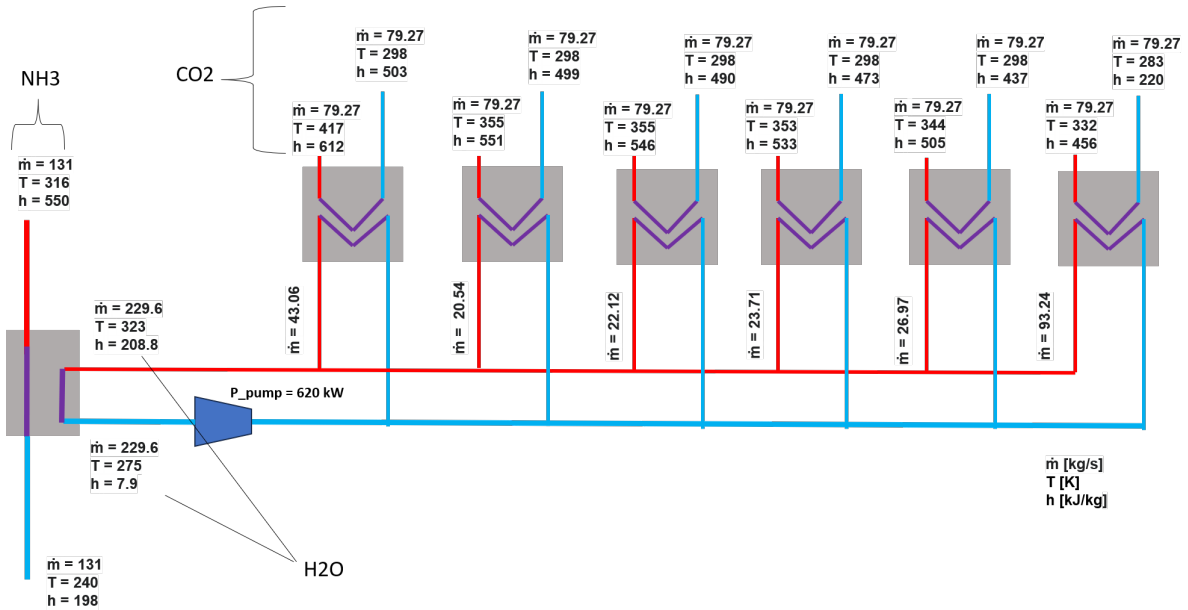 NH3
ṁ = 131
T = 316
h = 550
CO2
ṁ = 79.27
T = 417
h = 612
ṁ = 79.27
T = 298
h = 503
ṁ = 79.27
T = 355
h = 551
ṁ = 79.27
T = 298
h = 499
ṁ = 79.27
T = 355
h = 546
ṁ = 79.27
T = 298
h = 490
ṁ = 79.27
T = 353
h = 533
ṁ = 79.27
T = 298
h = 473
ṁ = 79.27
T = 344
h = 505
ṁ = 79.27
T = 298
h = 437
ṁ = 79.27
T = 332
h = 456
ṁ = 79.27
T = 283
h = 220
ṁ = 229.6
T = 323
h = 208.8
ṁ = 43.06
ṁ = 20.54
ṁ = 22.12
ṁ = 23.71
ṁ = 26.97
ṁ = 93.24
P_pump = 620 kW
ṁ = 229.6
T = 275
h = 7.9
ṁ [kg/s]
T [K]
h [kJ/kg]
ṁ = 131
T = 240
h = 198
H2O